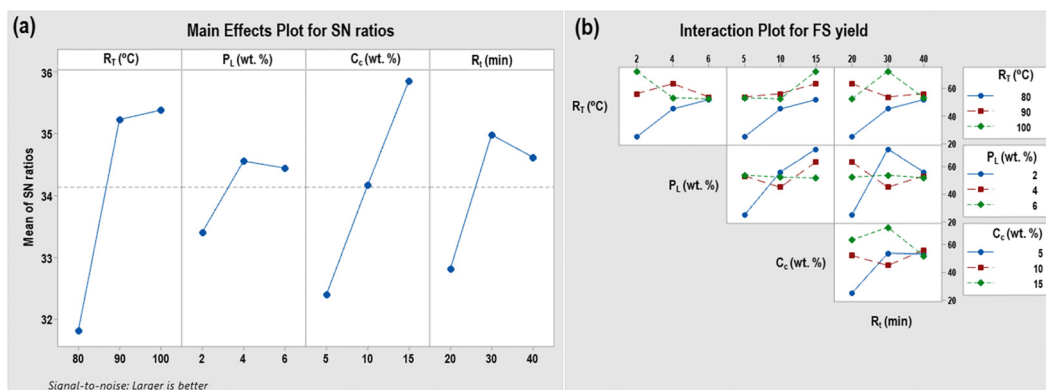 (a)
Main Effects Plot for SN ratios
R_T (ºC) P_L (wt. %) C_c (wt. %) R_t (min)
36
35
34
33
32
Mean of SN ratios
80 90 100 2 4 6 5 10 15 20 30 40
Signal-to-noise: Larger is better
(b)
Interaction Plot for FS yield
2 4 6 5 10 15 20 30 40
R_T (ºC)
60
40
20
R_T (ºC)
80
90
100
P_L (wt. %)
60
40
20
P_L (wt. %)
2
4
6
C_c (wt. %)
60
40
20
C_c (wt. %)
5
10
15
R_t (min)